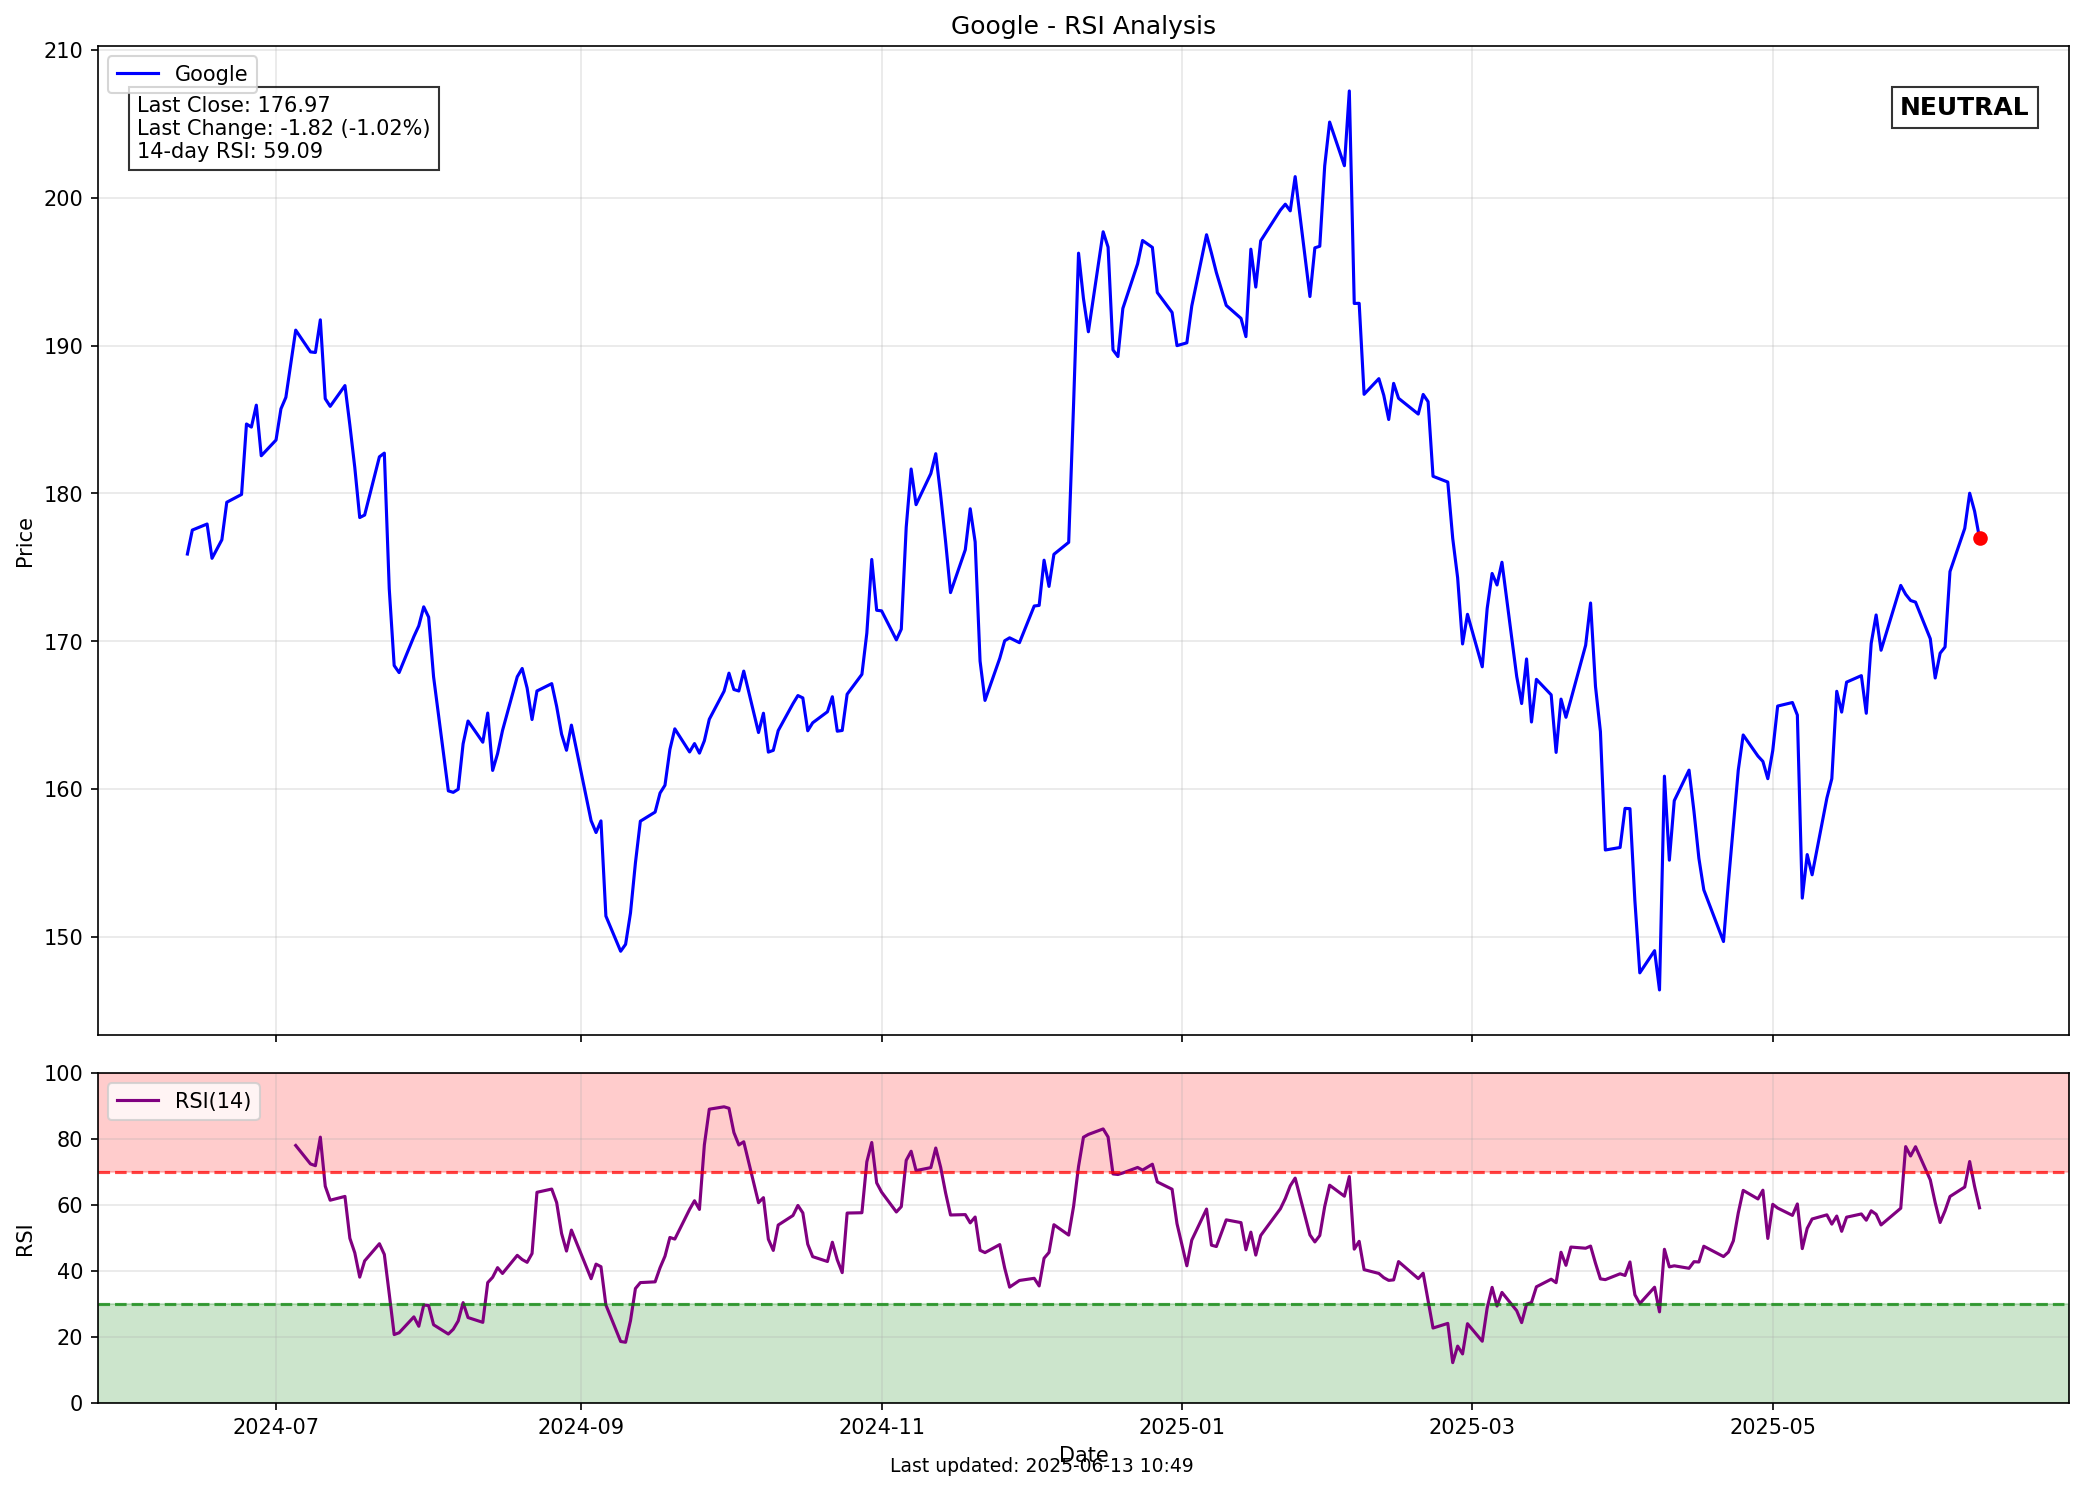 Google - RSI Analysis
210
Google
Last Close: 176.97
Last Change: -1.82 (-1.02%)
14-day RSI: 59.09
NEUTRAL
200
190
180
Price
170
160
150
100
RSI(14)
80
60
RSI
40
20
0
2024-07
2024-09
2024-11
2025-01
2025-03
2025-05
Date
Last updated: 2025-06-13 10:49